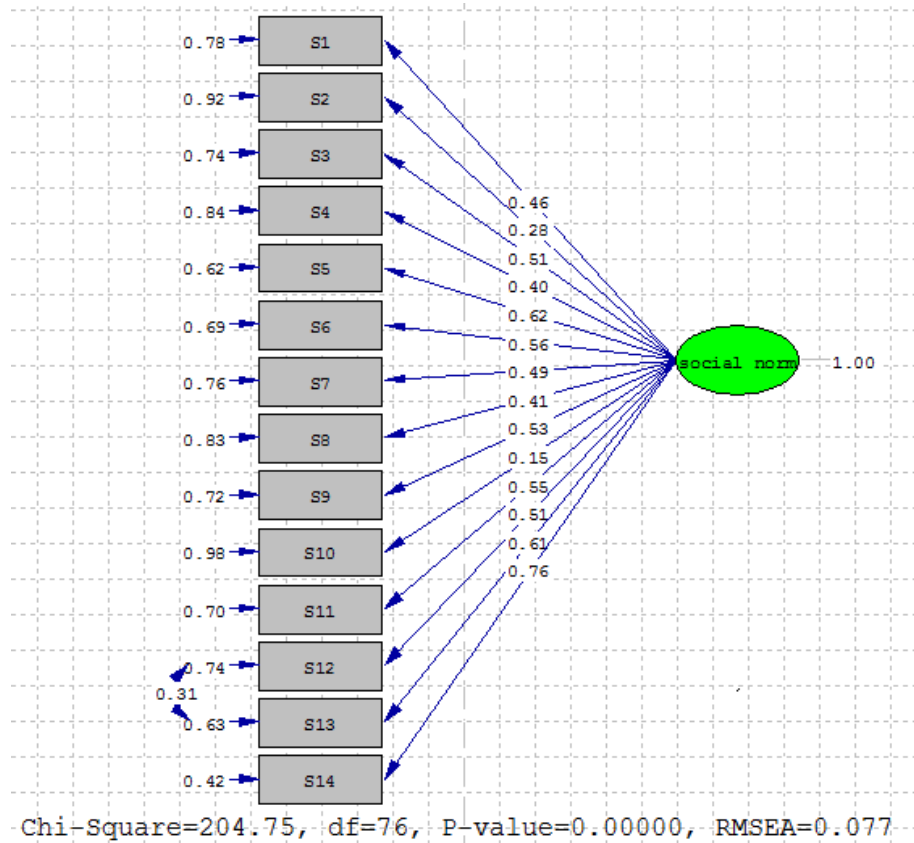 0.78 S1
0.92 S2
0.74 S3
0.84 S4
0.46
0.28
0.51
0.40
0.62 S5
0.62
0.69 S6
0.56
social norm 1.00
0.76 S7
0.49
0.41
0.83 S8
0.53
0.15
0.72 S9
0.55
0.51
0.98 S10
0.61
0.76
0.70 S11
0.74 S12
0.31
0.63 S13
0.42 S14
Chi-Square=204.75, df=76, P-value=0.00000, RMSEA=0.077